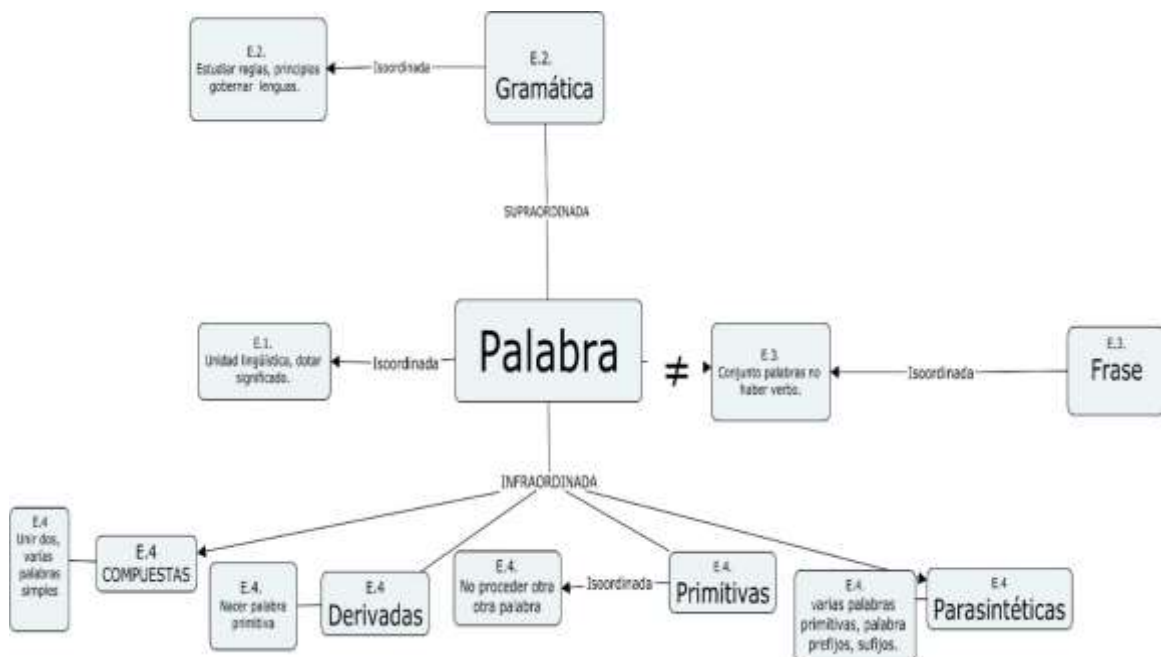 E.2.
Estudiar reglas, principios
gobernar lenguas.
Isoordinada
E.2.
Gramática
SUPRAORDINADA
E.1.
Unidad lingüística, dotar
significado.
Isoordinada
Palabra
≠
E.3.
Conjunto palabras no
haber verbo.
Isoordinada
E.3.
Frase
INFRAORDINADA
E.4
Unir dos,
varias
palabras
simples
E.4
COMPUESTAS
E.4.
Nacer palabra
primitiva
E.4
Derivadas
E.4.
No proceder otra
otra palabra
Isoordinada
E.4.
Primitivas
E.4.
varias palabras
primitivas, palabra
prefijos, sufijos.
E.4
Parasintéticas